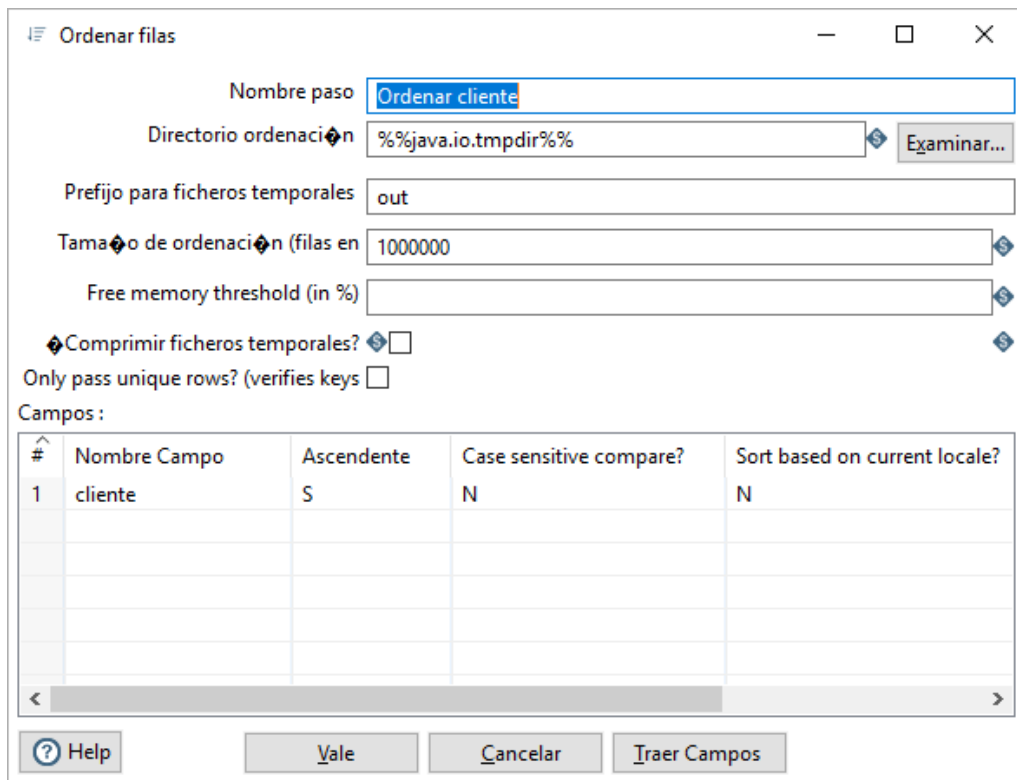 Ordenar filas
Nombre paso Ordenar cliente
Directorio ordenaci�n %%java.io.tmpdir%% Examinar...
Prefijo para ficheros temporales out
Tama�o de ordenaci�n (filas en 1000000
Free memory threshold (in %)
�Comprimir ficheros temporales?
Only pass unique rows? (verifies keys
Campos :
# Nombre Campo Ascendente Case sensitive compare? Sort based on current locale?
1 cliente S N N
Help Vale Cancelar Traer Campos